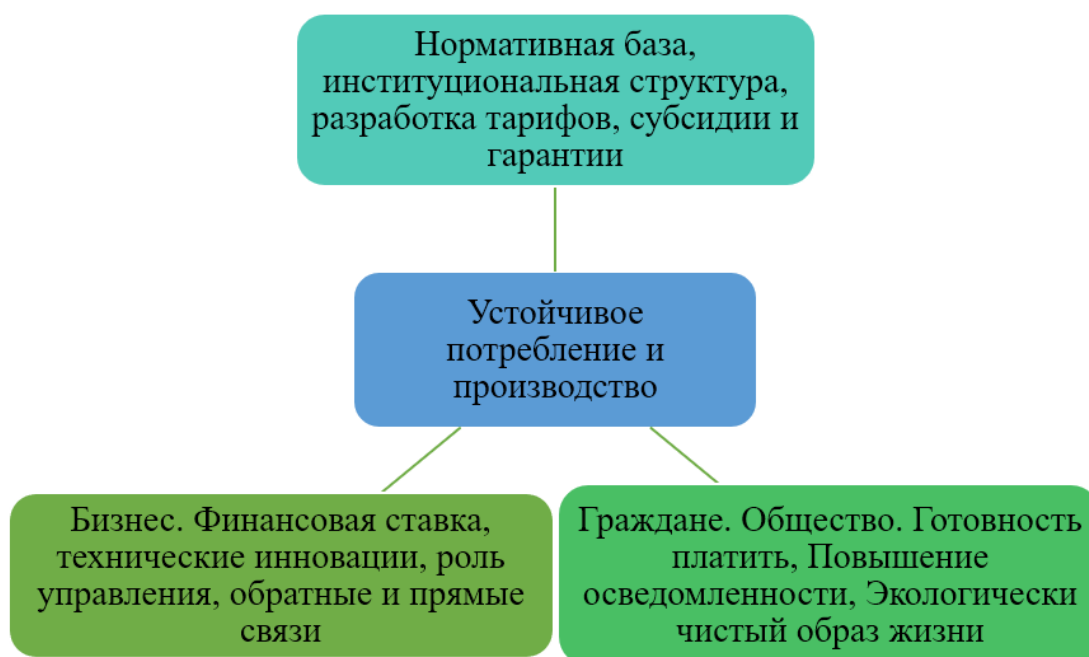 Нормативная база,
институциональная структура,
разработка тарифов, субсидии и
гарантии
Устойчивое
потребление и
производство
Бизнес. Финансовая ставка,
технические инновации, роль
управления, обратные и прямые
связи
Граждане. Общество. Готовность
платить, Повышение
осведомленности, Экологически
чистый образ жизни